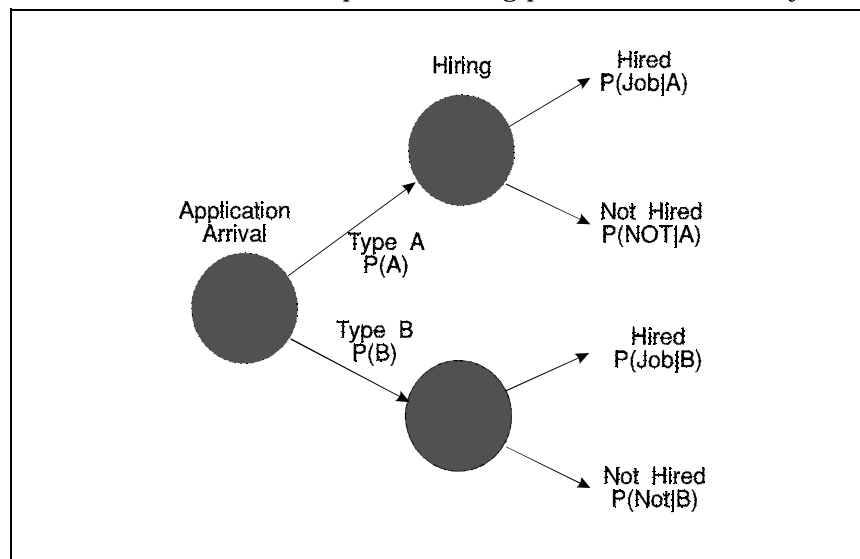 Hiring
Hired
P(Job|A)
Not Hired
P(NOT|A)
Application
Arrival
Type A
P(A)
Type B
P(B)
Hired
P(Job|B)
Not Hired
P(Not|B)